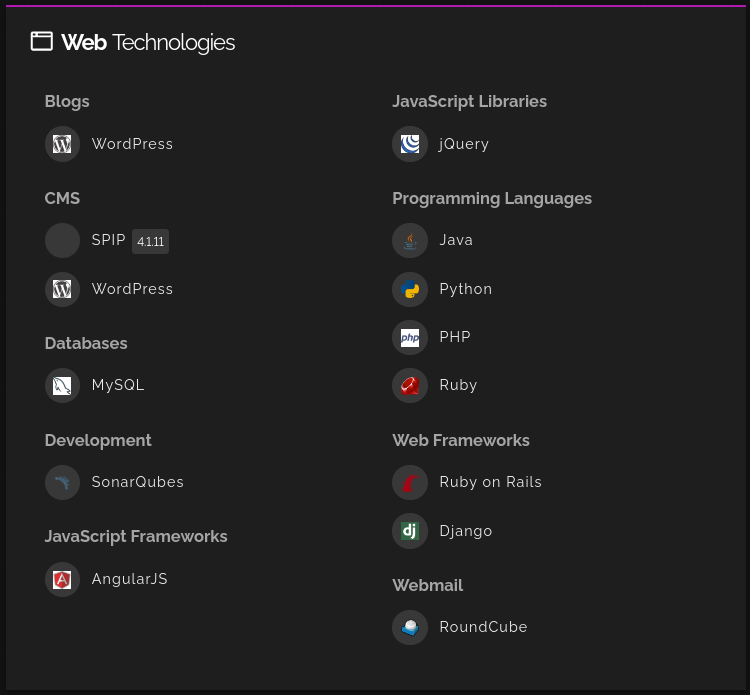 Web Technologies
Blogs
WordPress
CMS
SPIP 4.1.11
WordPress
Databases
MySQL
Development
SonarQubes
JavaScript Frameworks
AngularJS
JavaScript Libraries
jQuery
Programming Languages
Java
Python
php PHP
Ruby
Web Frameworks
Ruby on Rails
dj Django
Webmail
RoundCube